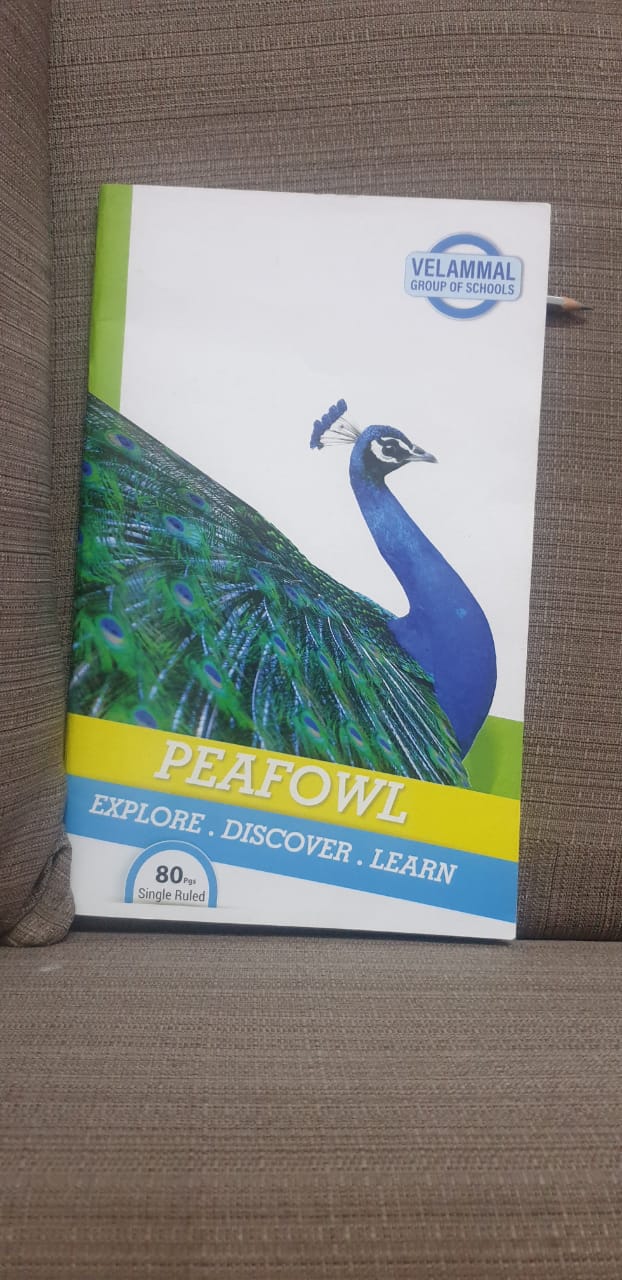 VELAMMAL
GROUP OF SCHOOLS
PEAFOWL
EXPLORE . DISCOVER . LEARN
80 Pgs
Single Ruled